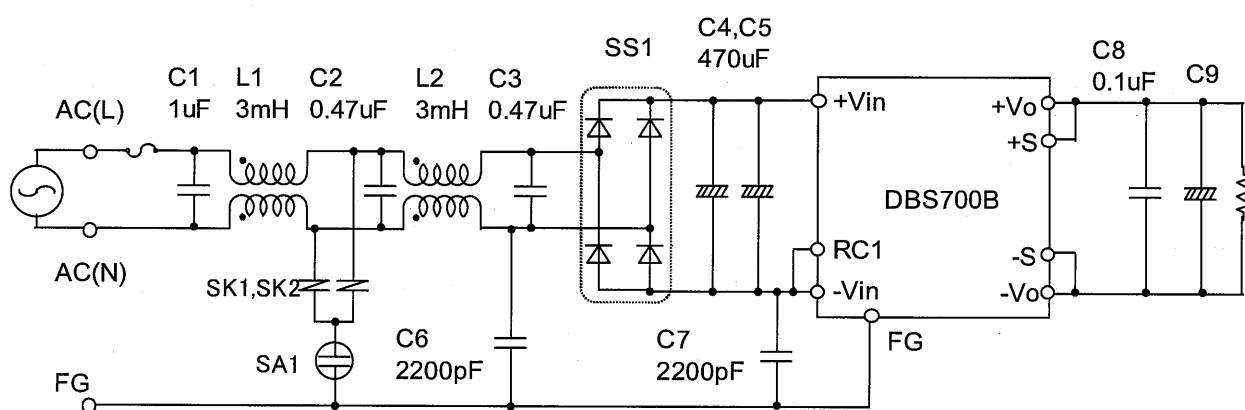 C1
1uF
L1
3mH
C2
0.47uF
L2
3mH
C3
0.47uF
SS1
C4,C5
470uF
C8
0.1uF
C9
AC(L)
AC(N)
+Vin
+Vo
+S
DBS700B
RC1
-S
-Vin
-Vo
FG
SK1,SK2
SA1
C6
2200pF
C7
2200pF
FG